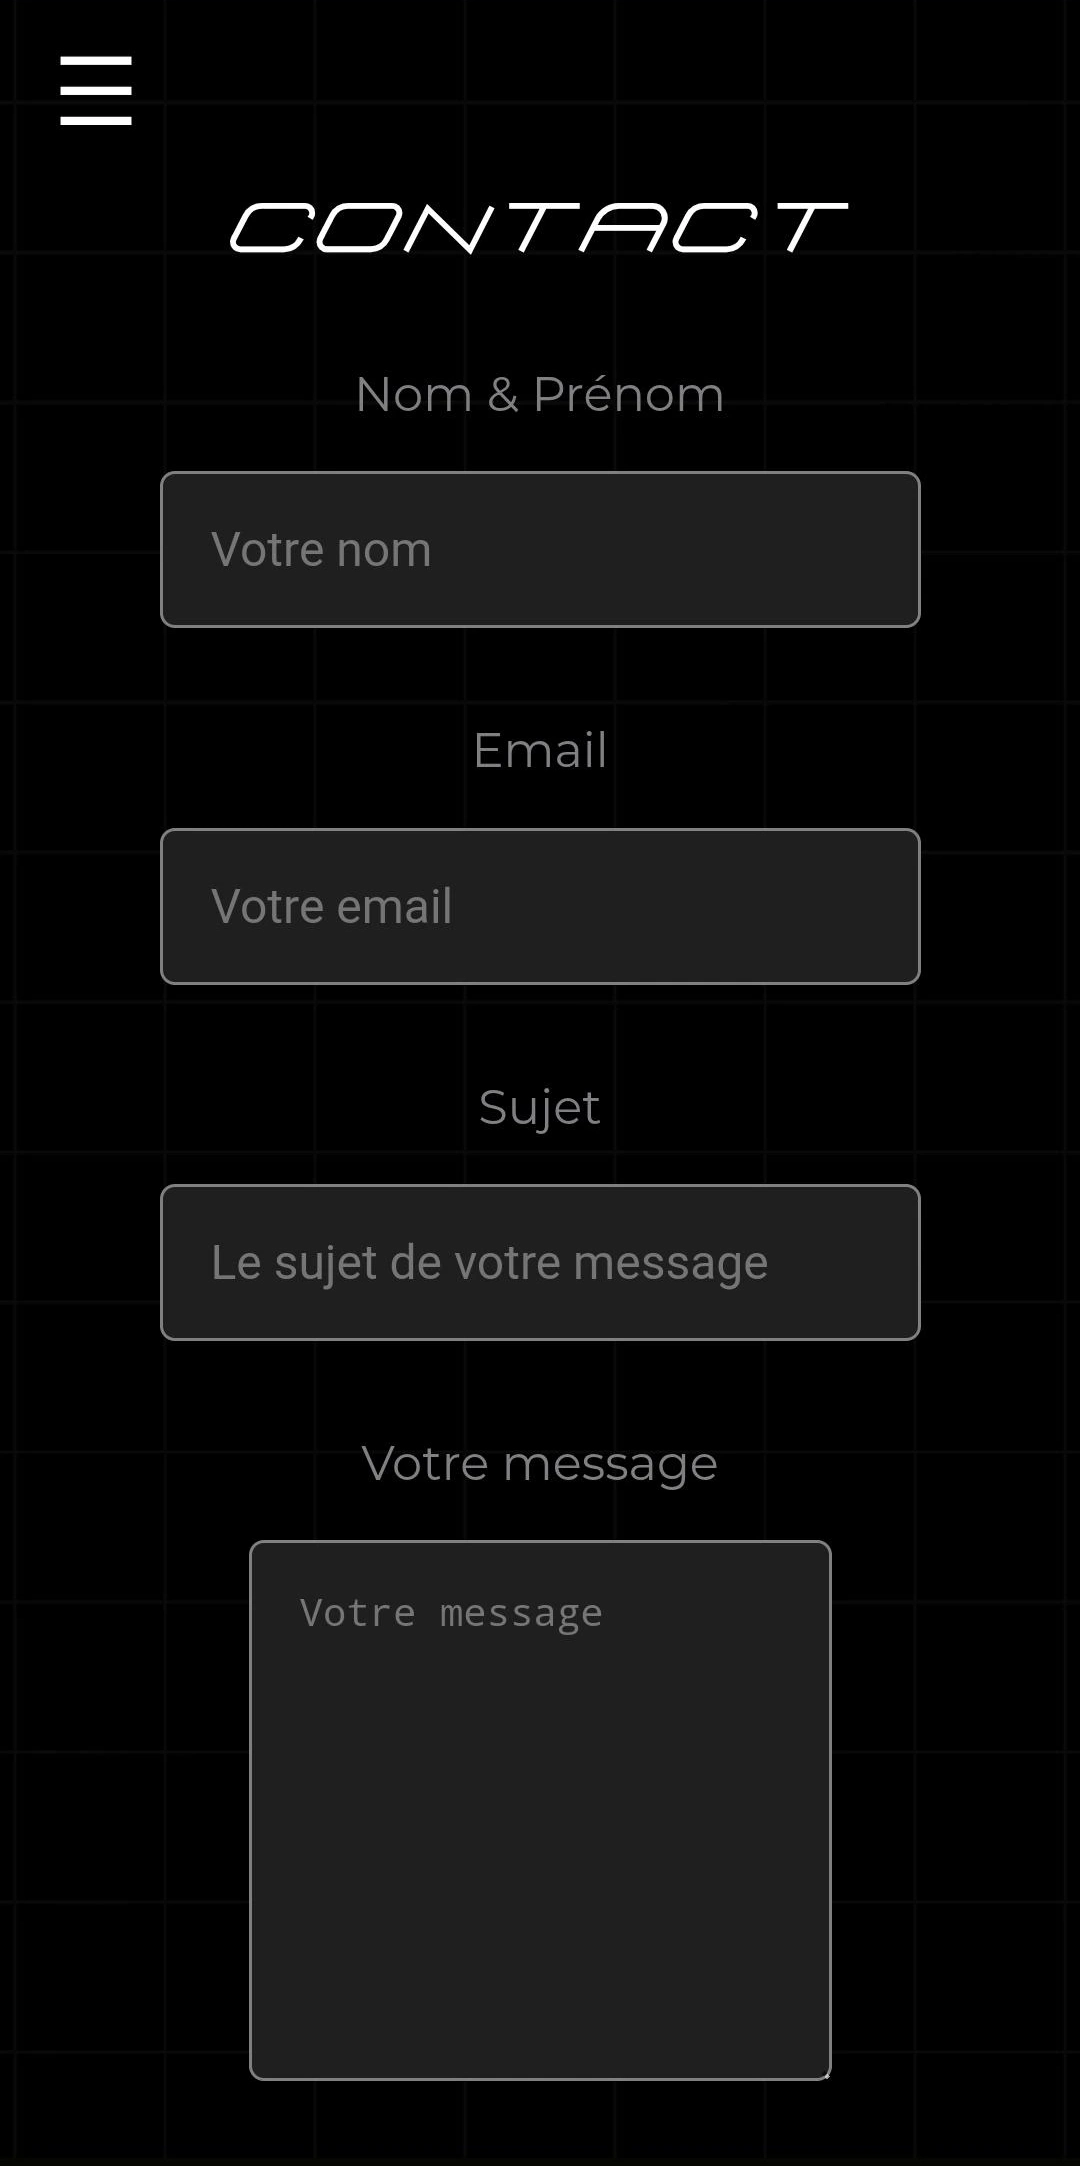 CONTACT
Nom & Prénom
Votre nom
Email
Votre email
Sujet
Le sujet de votre message
Votre message
Votre message